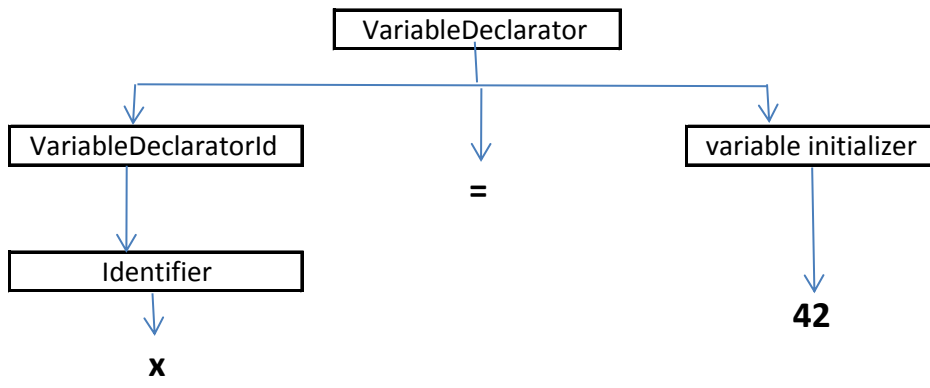 VariableDeclarator
VariableDeclaratorId
variable initializer
=
Identifier
42
x